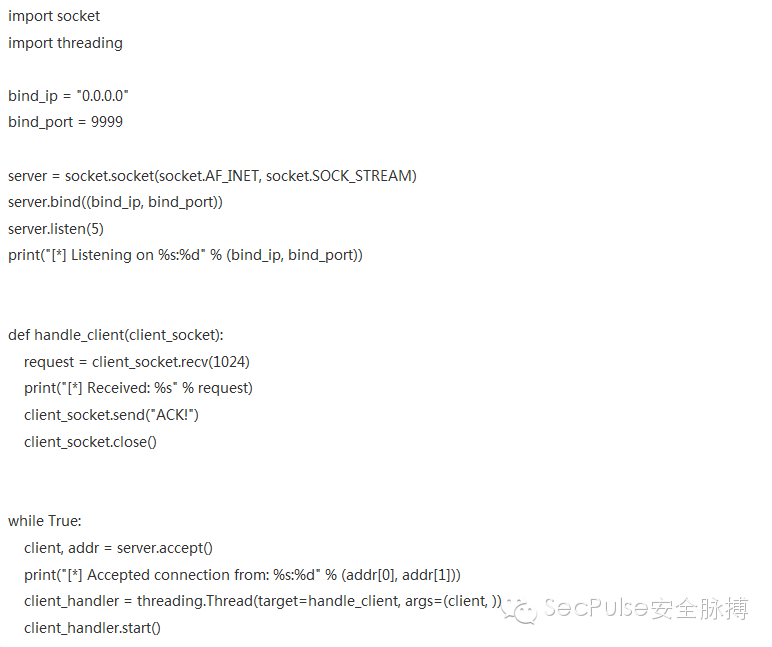 import socket
import threading
bind_ip = "0.0.0.0"
bind_port = 9999
server = socket.socket(socket.AF_INET, socket.SOCK_STREAM)
server.bind((bind_ip, bind_port))
server.listen(5)
print("[*] Listening on %s:%d" % (bind_ip, bind_port))
def handle_client(client_socket):
    request = client_socket.recv(1024)
    print("[*] Received: %s" % request)
    client_socket.send("ACK!")
    client_socket.close()
while True:
    client, addr = server.accept()
    print("[*] Accepted connection from: %s:%d" % (addr[0], addr[1]))
    client_handler = threading.Thread(target=handle_client, args=(client, ))
    client_handler.start()
SecPulse安全脉搏